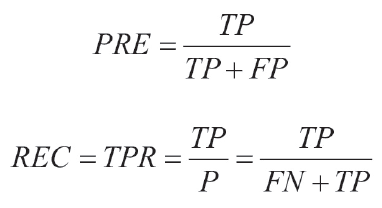 PRE = TP / (TP + FP)
REC = TPR = TP / P = TP / (FN + TP)